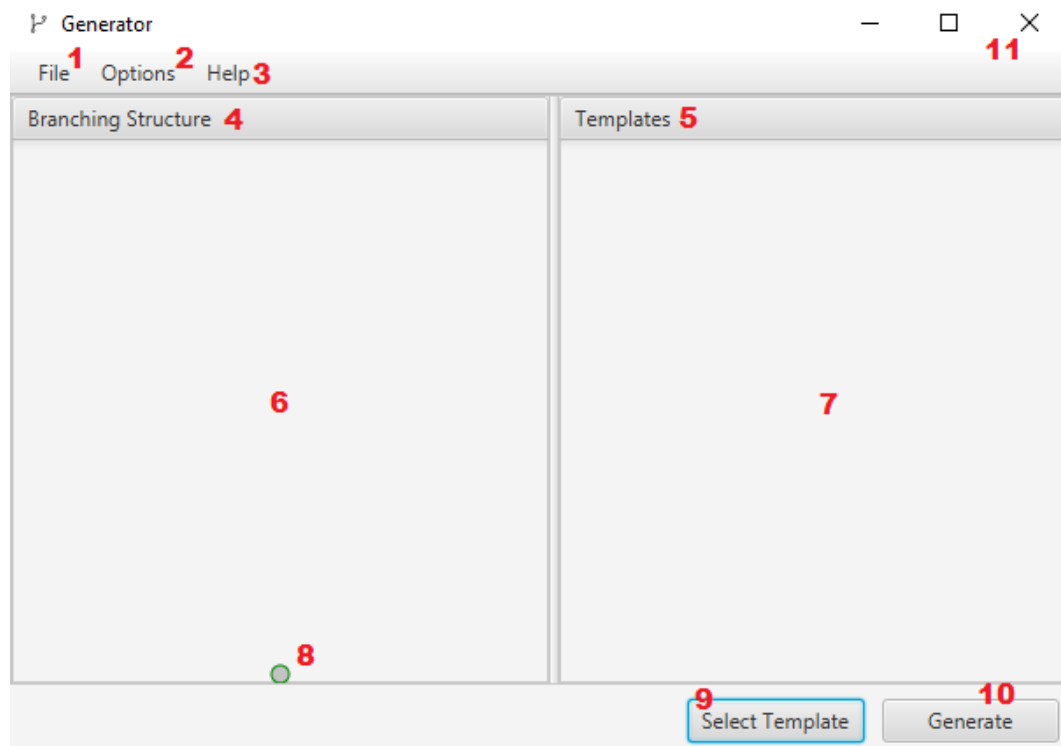 Generator
11
File 1 Options 2 Help 3
Branching Structure 4
Templates 5
6
7
8
9
10
Select Template
Generate